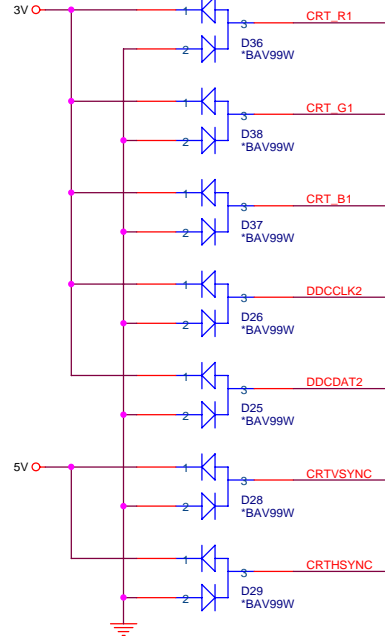 3V
1
3
CRT_R1
2
D36
*BAV99W
1
3
CRT_G1
2
D38
*BAV99W
1
3
CRT_B1
2
D37
*BAV99W
1
3
DDCCLK2
2
D26
*BAV99W
1
3
DDCDAT2
2
D25
*BAV99W
5V
1
3
CRTVSYNC
2
D28
*BAV99W
1
3
CRTHSYNC
2
D29
*BAV99W